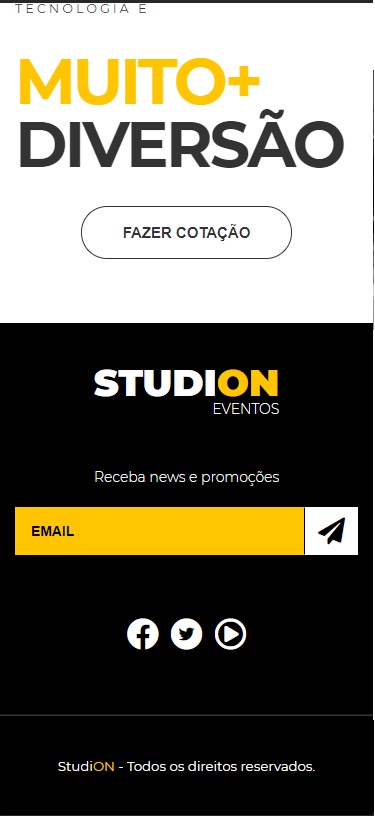 TECNOLOGIA E
MUITO+
DIVERSÃO
FAZER COTAÇÃO
STUDION
EVENTOS
Receba news e promoções
EMAIL
StudiON - Todos os direitos reservados.